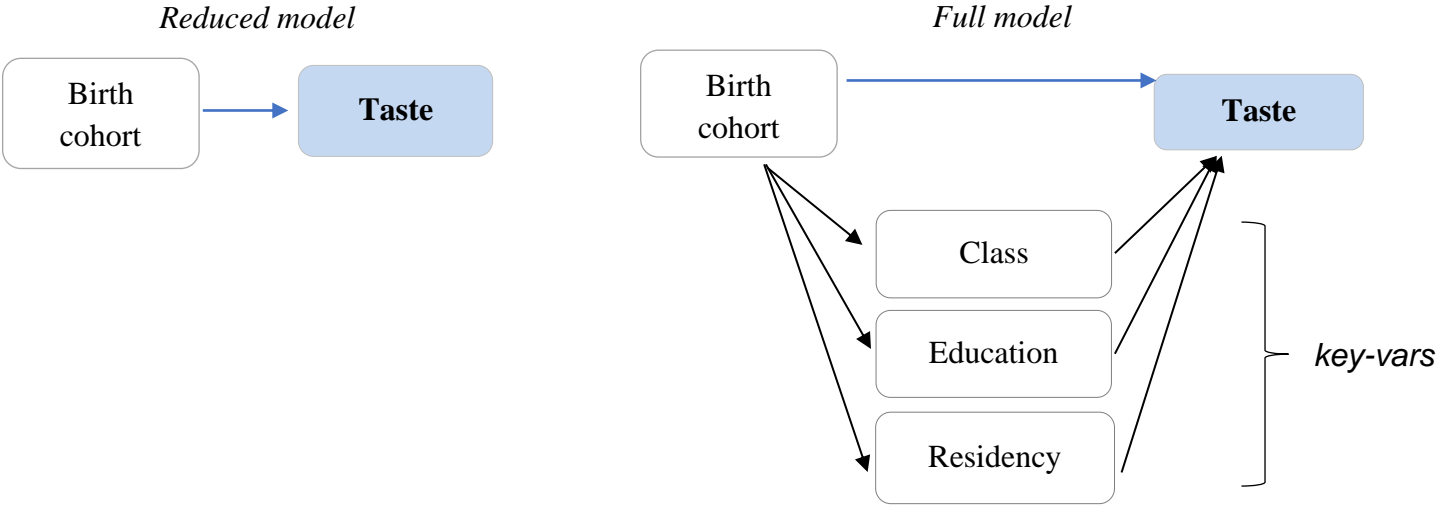 Reduced model
Birth
cohort
Taste
Full model
Birth
cohort
Taste
Class
Education
Residency
key-vars